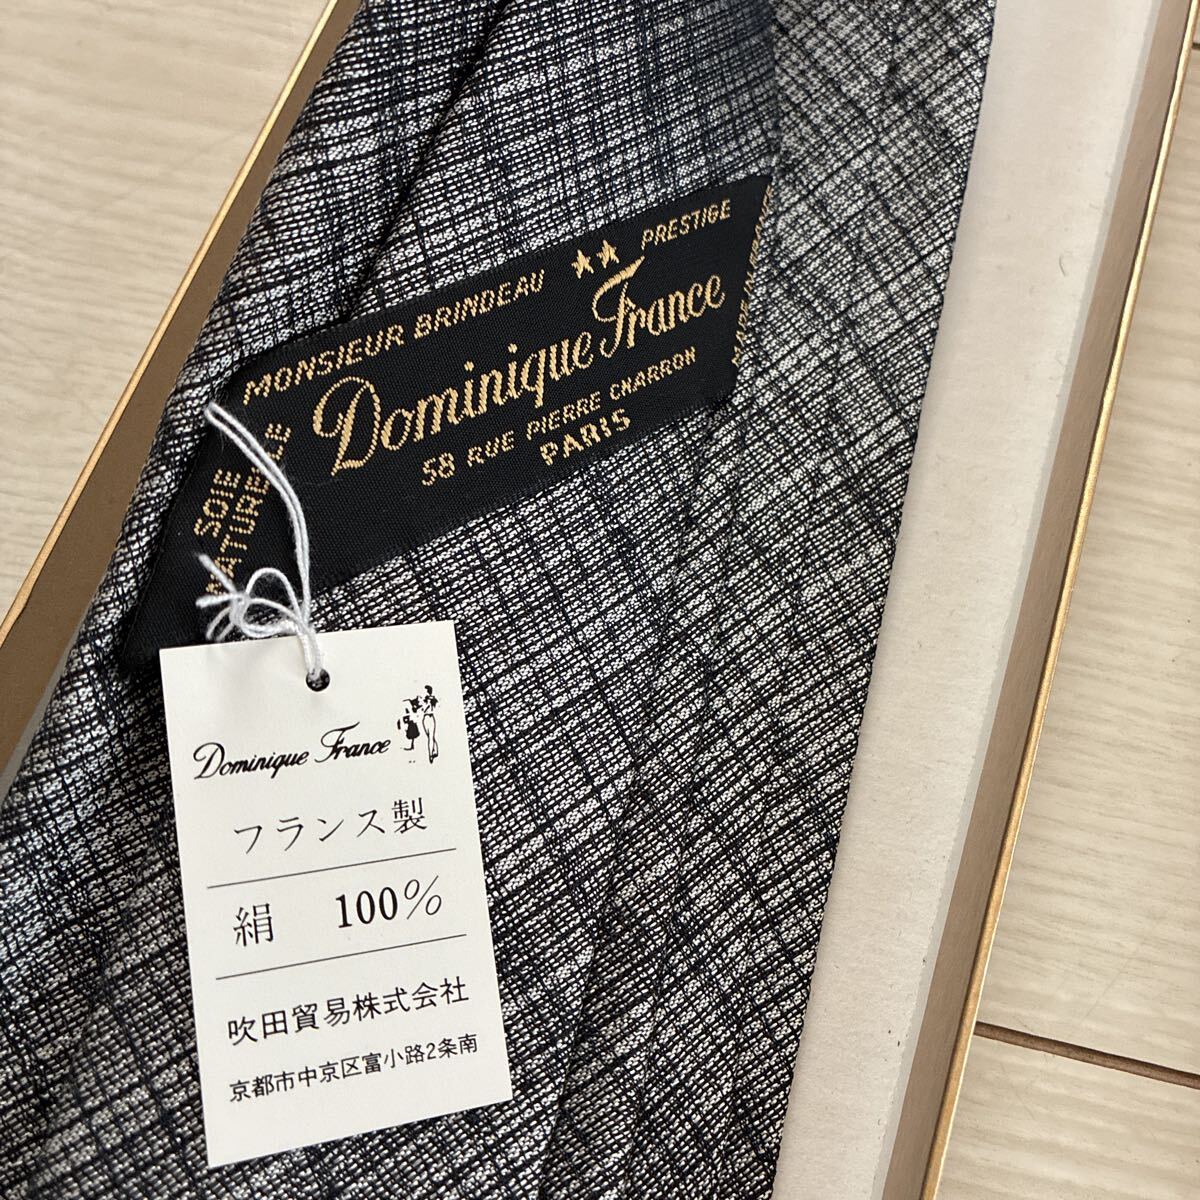 MONSIEUR BRINDEAU ★★ PRESTIGE
Dominique France
58 RUE PIERRE CHARRON
PARIS
SOIE
NATURELLE
Dominique France
フランス製
絹 100%
吹田貿易株式会社
京都市中京区富小路2条南